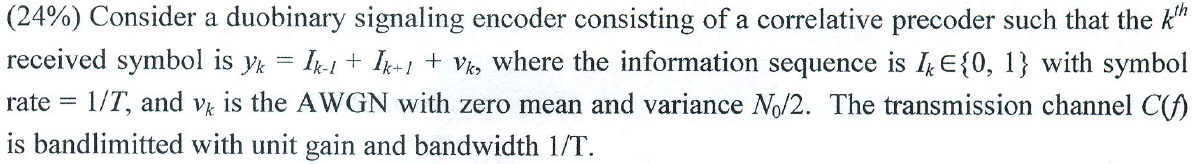 (24%) Consider a duobinary signaling encoder consisting of a correlative precoder such that the kth
received symbol is yk = Ik-1 + Ik+1 + vk, where the information sequence is Ik∈{0, 1} with symbol
rate = 1/T, and vk is the AWGN with zero mean and variance N0/2. The transmission channel C(f)
is bandlimitted with unit gain and bandwidth 1/T.